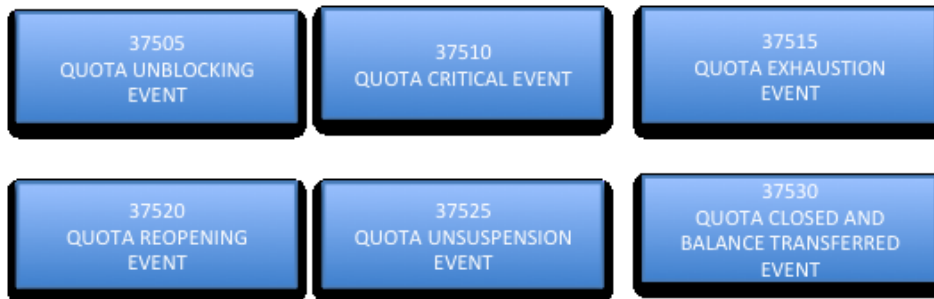 37505
QUOTA UNBLOCKING
EVENT
37510
QUOTA CRITICAL EVENT
37515
QUOTA EXHAUSTION
EVENT
37520
QUOTA REOPENING
EVENT
37525
QUOTA UNSUSPENSION
EVENT
37530
QUOTA CLOSED AND
BALANCE TRANSFERRED
EVENT